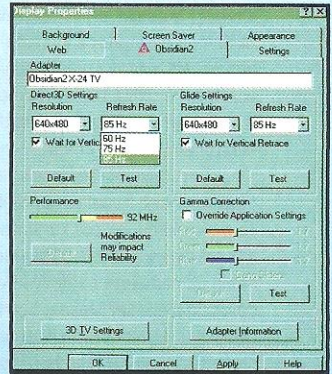 Display Properties
Background
Screen Saver
Appearance
Web
Obsidian2
Settings
Adapter
Obsidian2 X-24 TV
Direct3D Settings
Resolution
Refresh Rate
640x480
85 Hz
60 Hz
75 Hz
85 Hz
Wait for Vertic
Default
Test
Glide Settings
Resolution
Refresh Rate
640x480
85 Hz
Wait for Vertical Retrace
Default
Test
Performance
92 MHz
Modifications
may impact
Reliability
Gamma Correction
Override Application Settings
Test
3D TV Settings
Adapter Information
OK
Cancel
Apply
Help